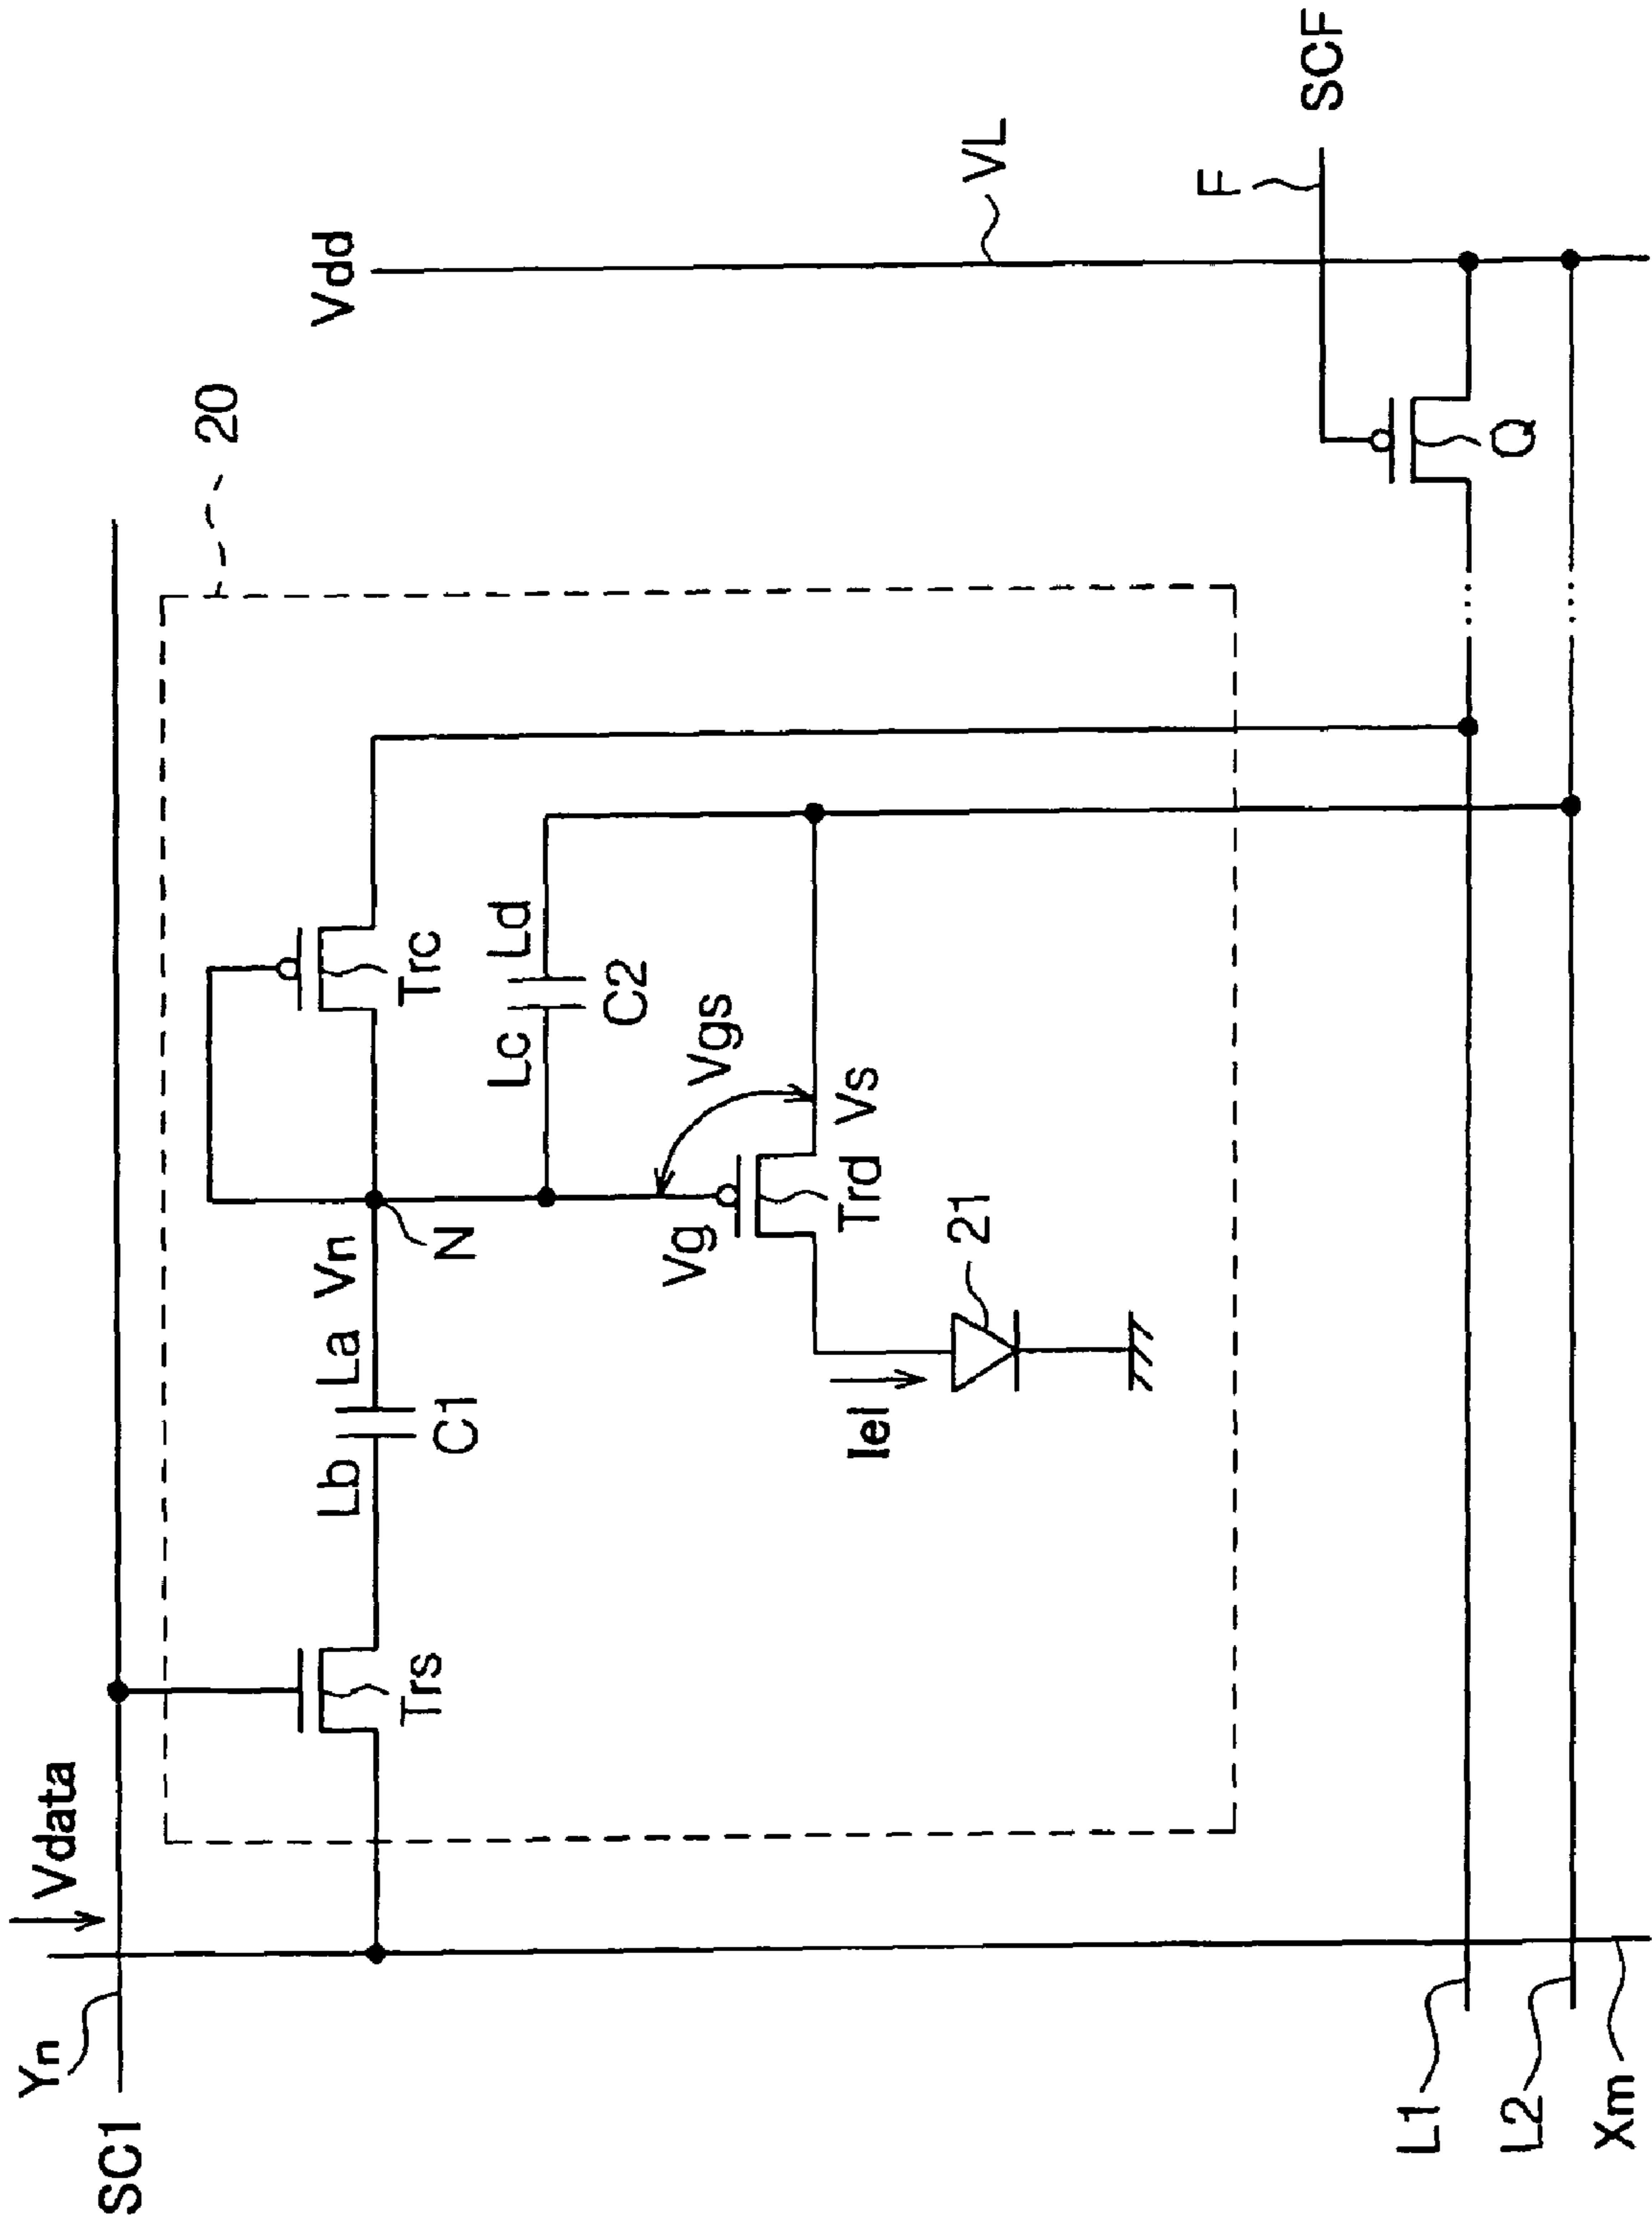 Yn
Vdata
SC1
20
Vdd
VL
SCF
F
Trs
Lb
La
C1
Vn
N
Trc
Lc
Ld
C2
Vgs
Vg
Vs
Trd
Iel
21
Q
L1
L2
Xm